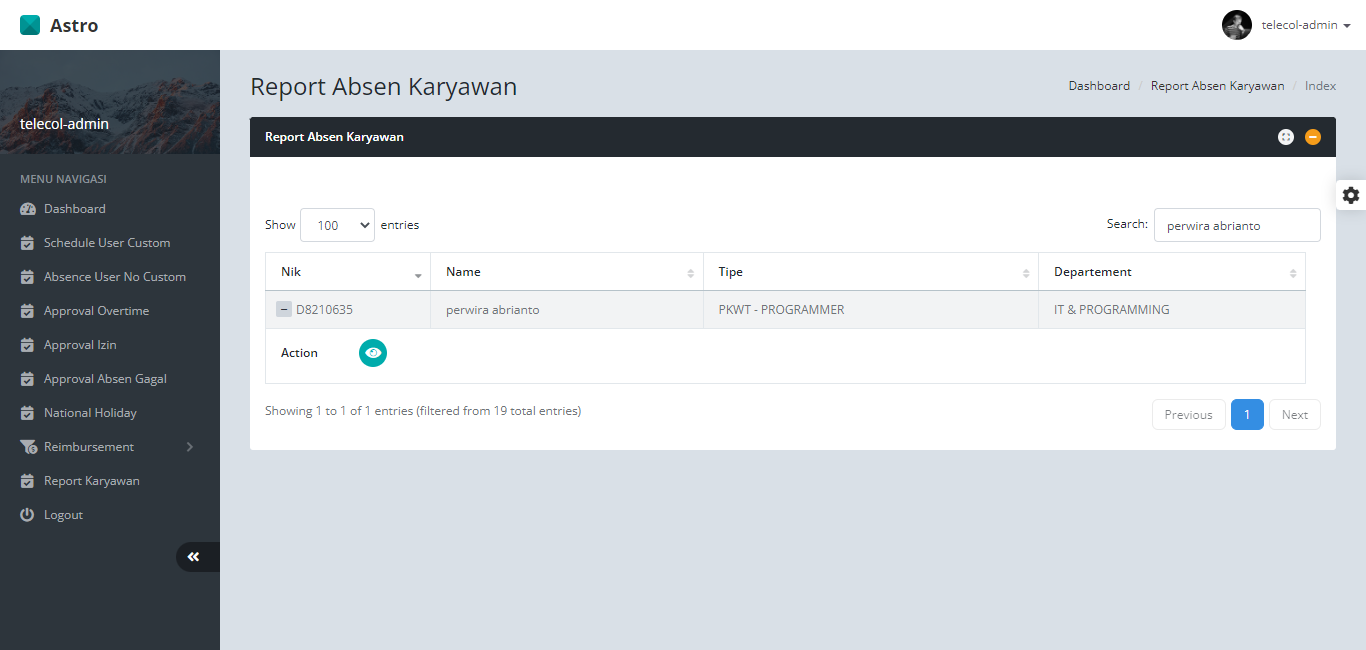 Astro
telecol-admin
telecol-admin
MENU NAVIGASI
Dashboard
Schedule User Custom
Absence User No Custom
Approval Overtime
Approval Izin
Approval Absen Gagal
National Holiday
Reimbursement
Report Karyawan
Logout
Report Absen Karyawan
Dashboard / Report Absen Karyawan / Index
Report Absen Karyawan
Show 100 entries
Search: perwira abrianto
Nik Name Tipe Departement
D8210635 perwira abrianto PKWT - PROGRAMMER IT & PROGRAMMING
Action
Showing 1 to 1 of 1 entries (filtered from 19 total entries)
Previous 1 Next